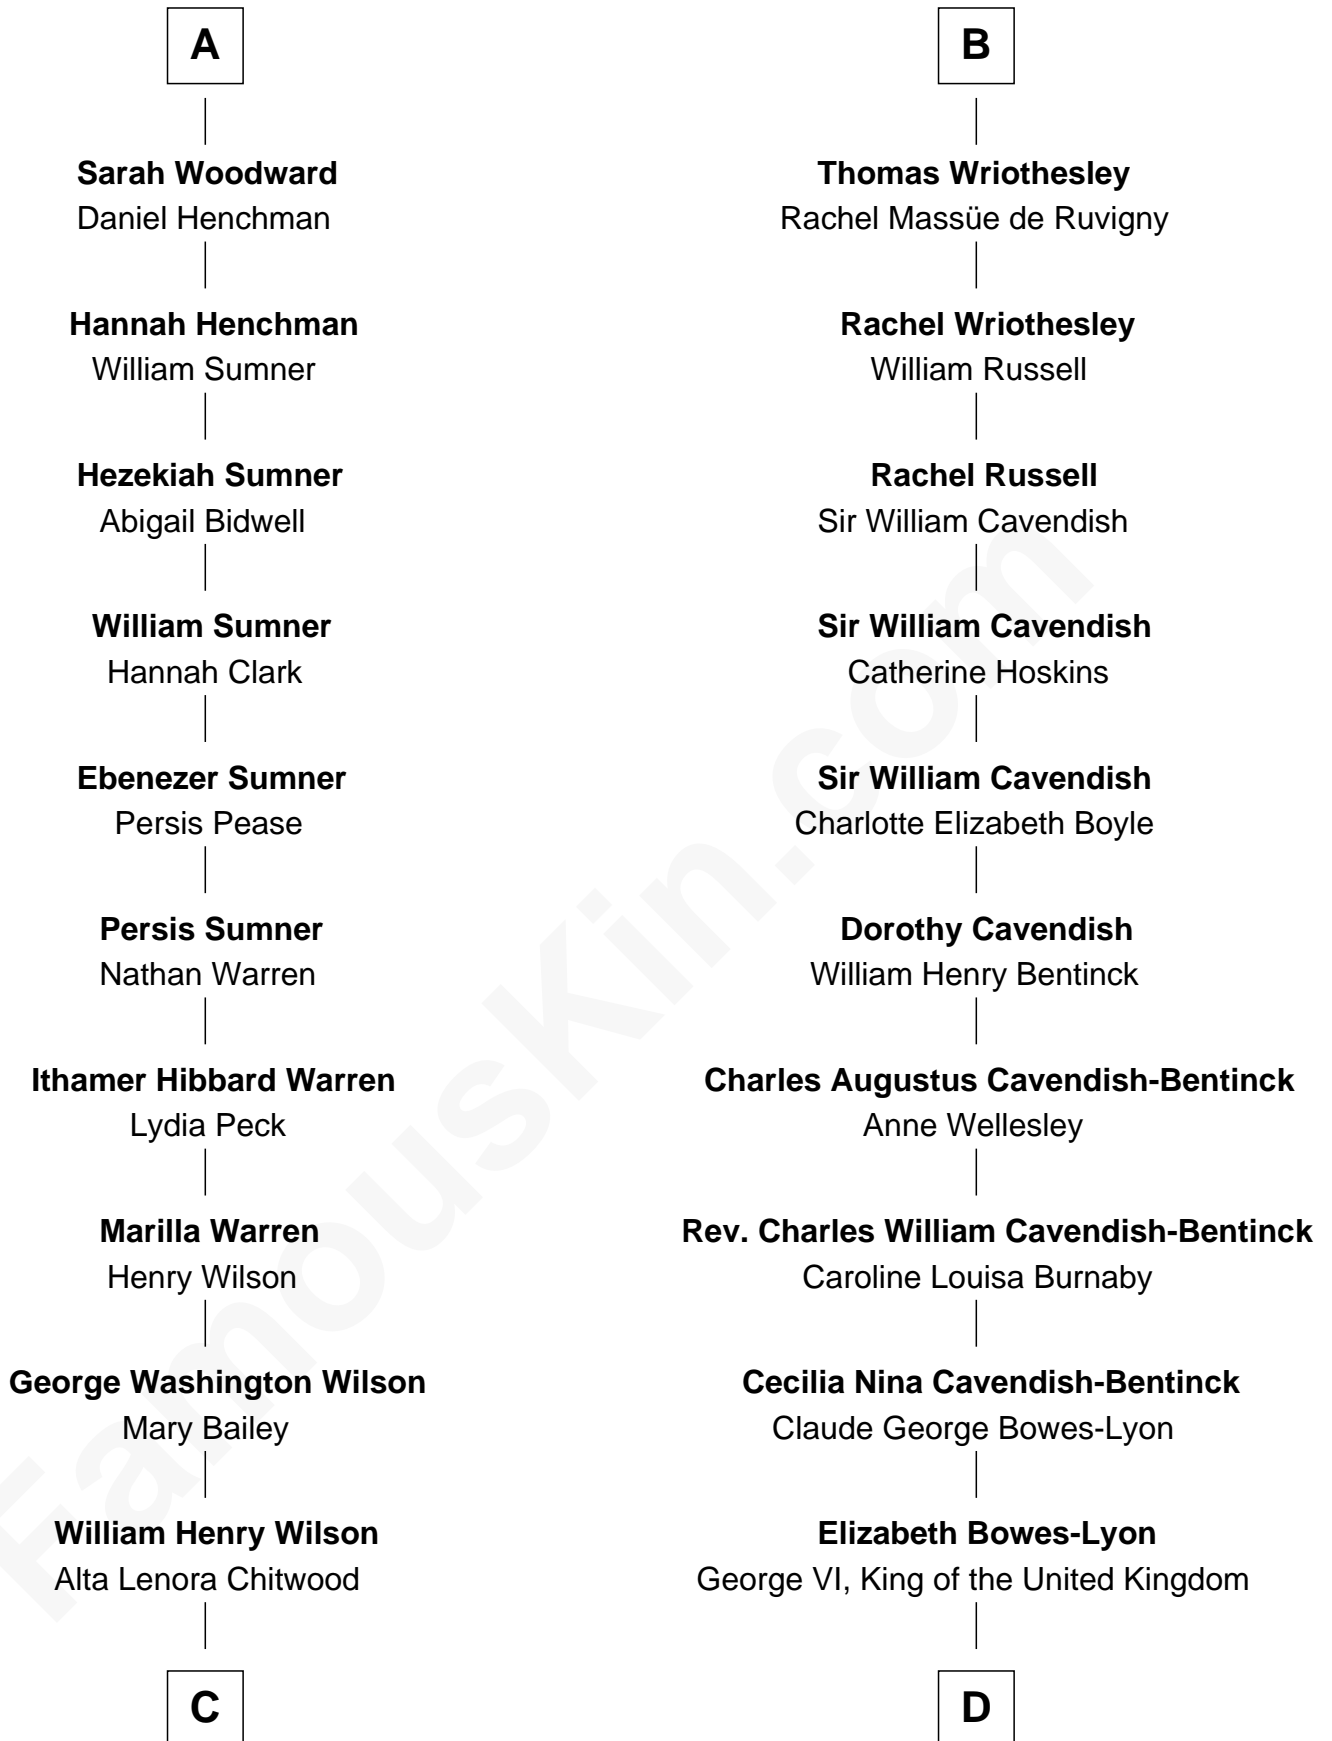 A
Sarah Woodward
Daniel Henchman
Hannah Henchman
William Sumner
Hezekiah Sumner
Abigail Bidwell
William Sumner
Hannah Clark
Ebenezer Sumner
Persis Pease
Persis Sumner
Nathan Warren
Ithamer Hibbard Warren
Lydia Peck
Marilla Warren
Henry Wilson
George Washington Wilson
Mary Bailey
William Henry Wilson
Alta Lenora Chitwood
C
B
Thomas Wriothesley
Rachel Massüe de Ruvigny
Rachel Wriothesley
William Russell
Rachel Russell
Sir William Cavendish
Sir William Cavendish
Catherine Hoskins
Sir William Cavendish
Charlotte Elizabeth Boyle
Dorothy Cavendish
William Henry Bentinck
Charles Augustus Cavendish-Bentinck
Anne Wellesley
Rev. Charles William Cavendish-Bentinck
Caroline Louisa Burnaby
Cecilia Nina Cavendish-Bentinck
Claude George Bowes-Lyon
Elizabeth Bowes-Lyon
George VI, King of the United Kingdom
D
FamousKin.com